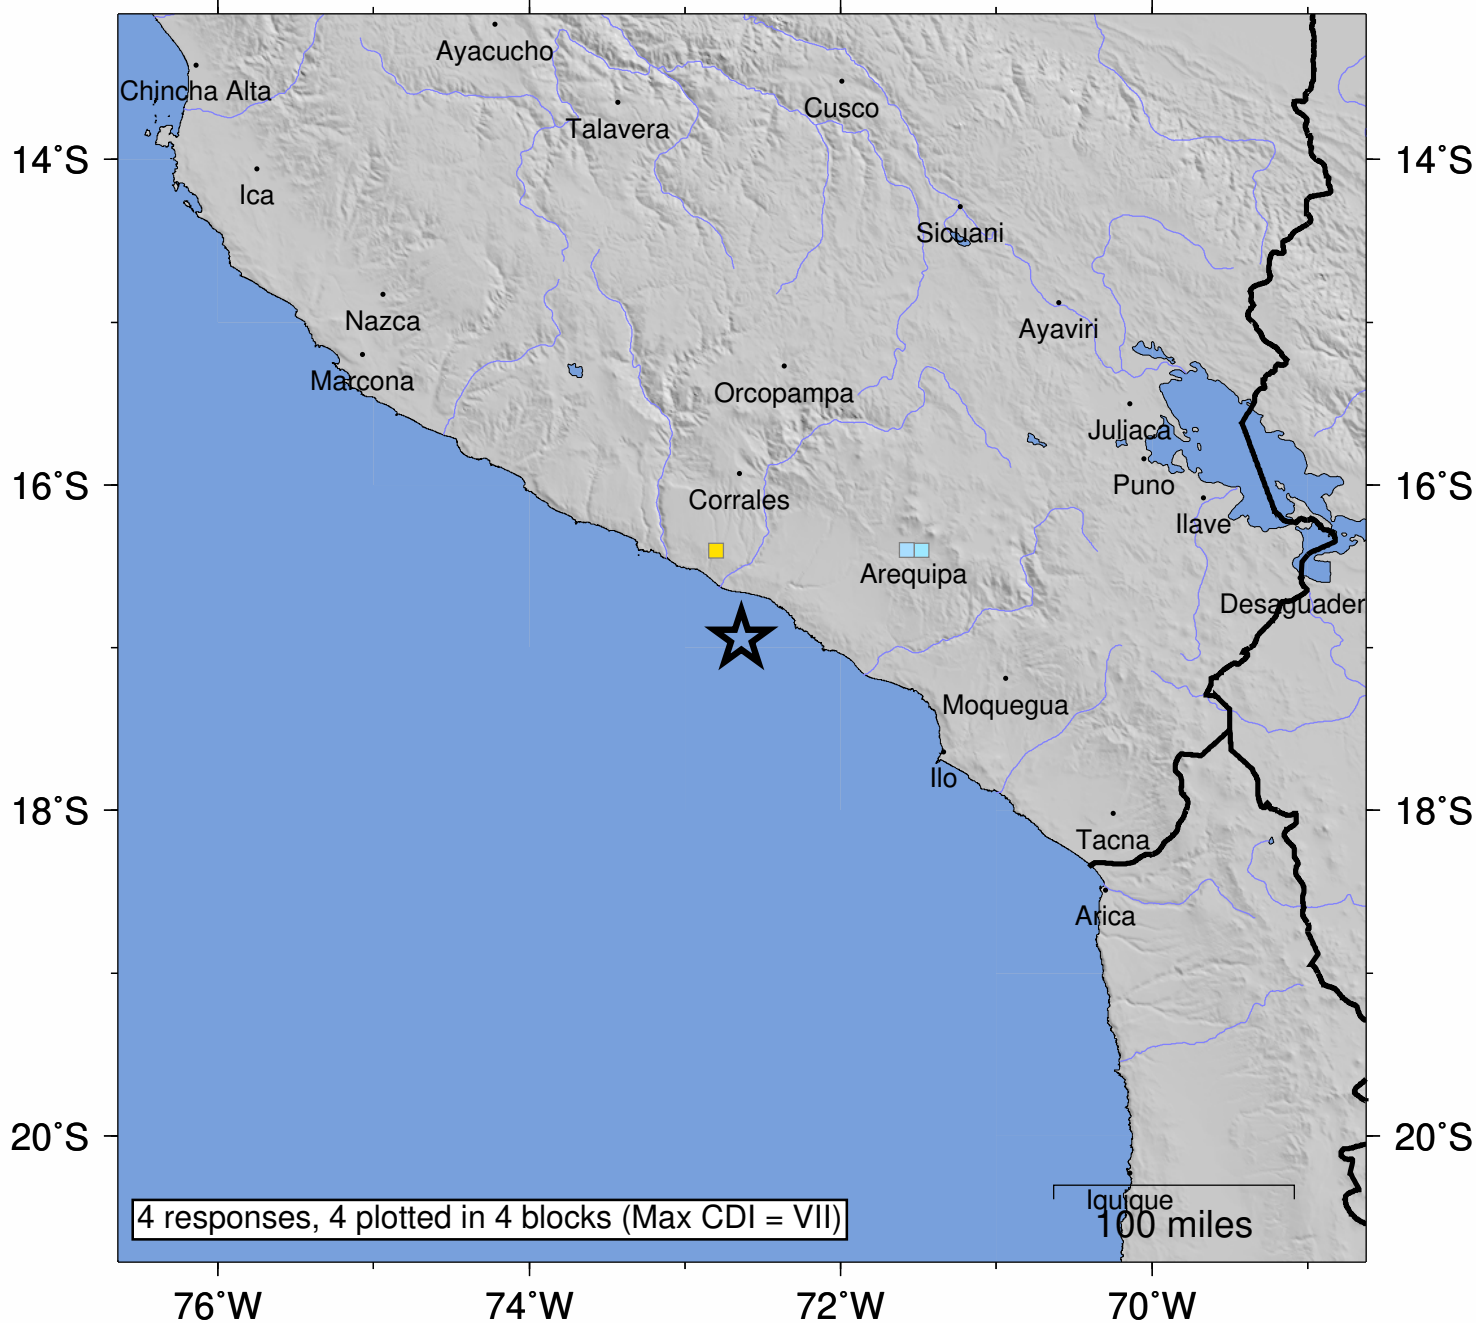 Ayacucho
Chincha Alta
Cusco
Talavera
14°S
14°S
Ica
Sicuani
Nazca
Ayaviri
Marcona
Orcopampa
Juliaca
16°S
Puno
16°S
Corrales
Ilave
Arequipa
Desaguader
Moquegua
Ilo
18°S
18°S
Tacna
Arica
20°S
20°S
Iquique
4 responses, 4 plotted in 4 blocks (Max CDI = VII)
100 miles
76°W
74°W
72°W
70°W